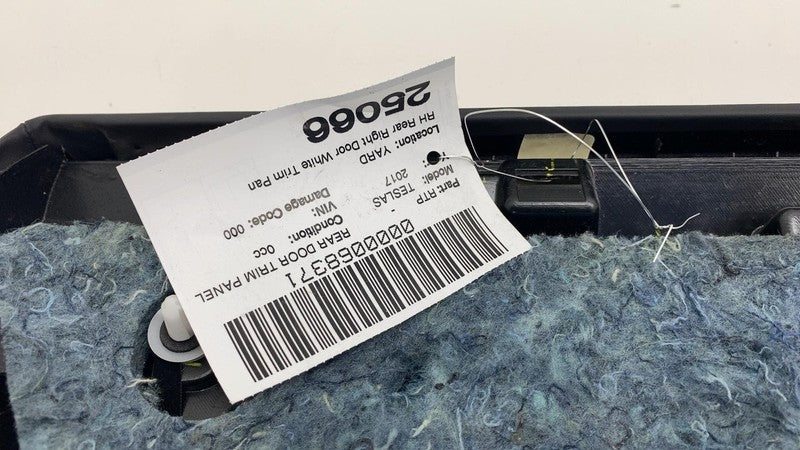 0000068371
REAR DOOR TRIM PANEL
Part: RTP - Condition: 0cc
Model: TESLAS VIN:
2017 Damage Code: 000
Location: YARD
RH Rear Right Door White Trim Pan
25066